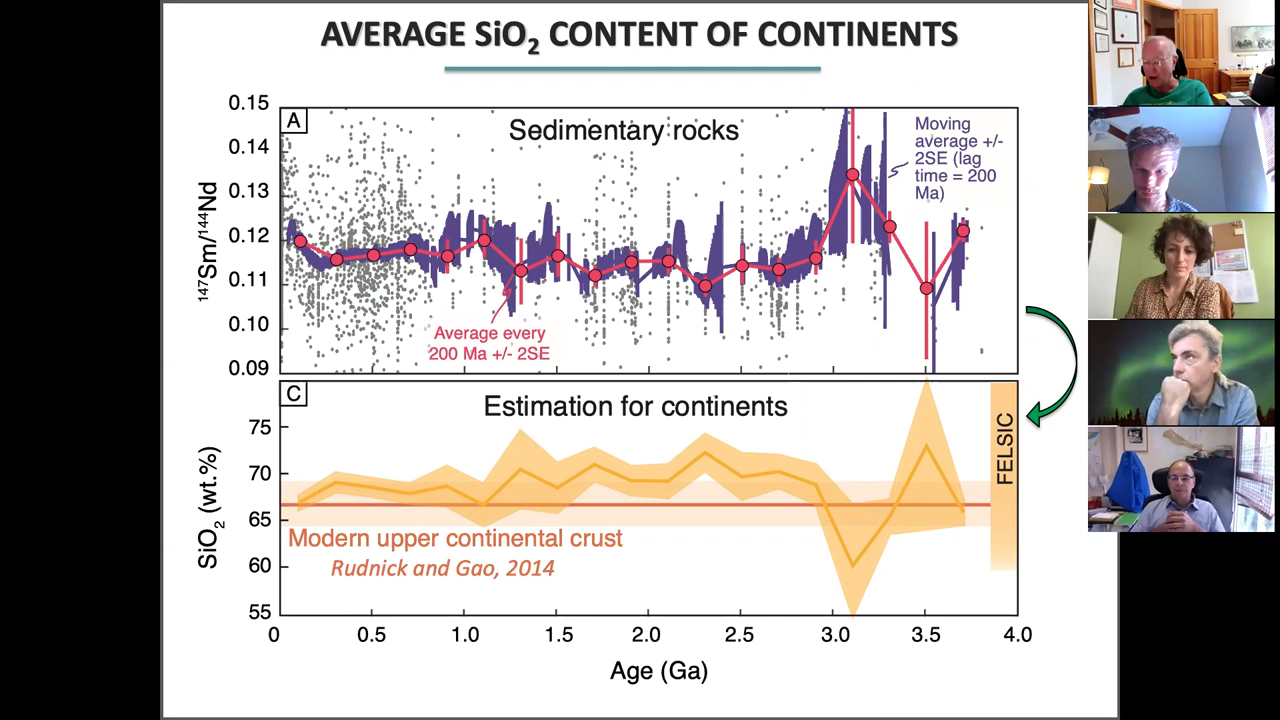 AVERAGE SiO₂ CONTENT OF CONTINENTS
A
Sedimentary rocks
Moving
average +/-
2SE (lag
time = 200
Ma)
0.15
0.14
0.13
0.12
0.11
0.10
0.09
¹⁴⁷Sm/¹⁴⁴Nd
Average every
200 Ma +/- 2SE
C
Estimation for continents
FELSIC
75
70
65
60
55
SiO₂ (wt.%)
Modern upper continental crust
Rudnick and Gao, 2014
0 0.5 1.0 1.5 2.0 2.5 3.0 3.5 4.0
Age (Ga)